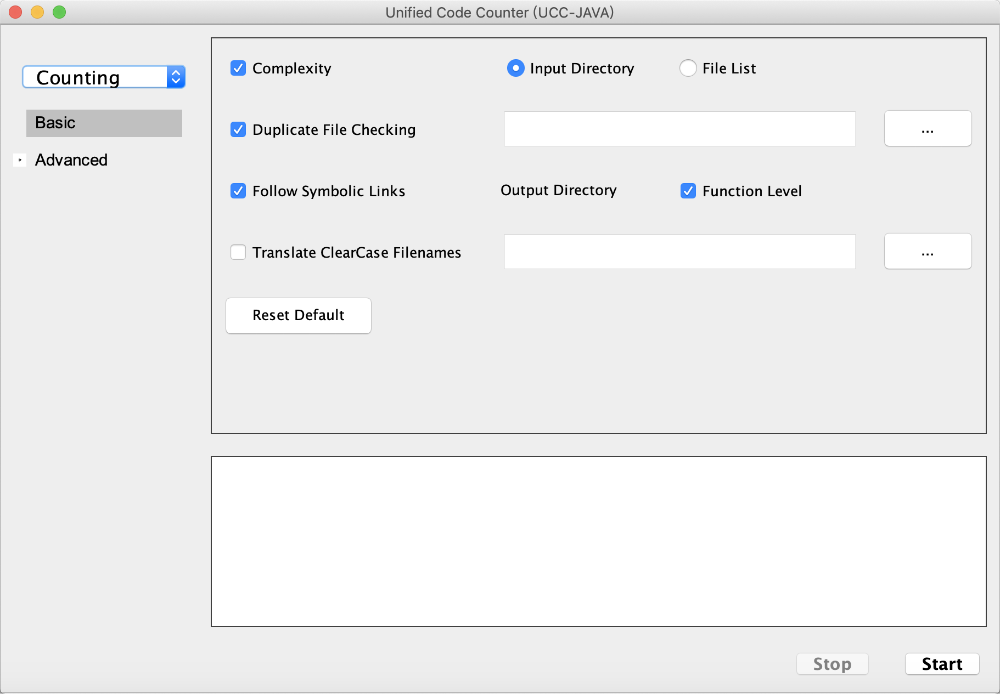 Unified Code Counter (UCC-JAVA)
Counting
Basic
Advanced
Complexity
Input Directory
File List
Duplicate File Checking
...
Follow Symbolic Links
Output Directory
Function Level
Translate ClearCase Filenames
...
Reset Default
Stop
Start